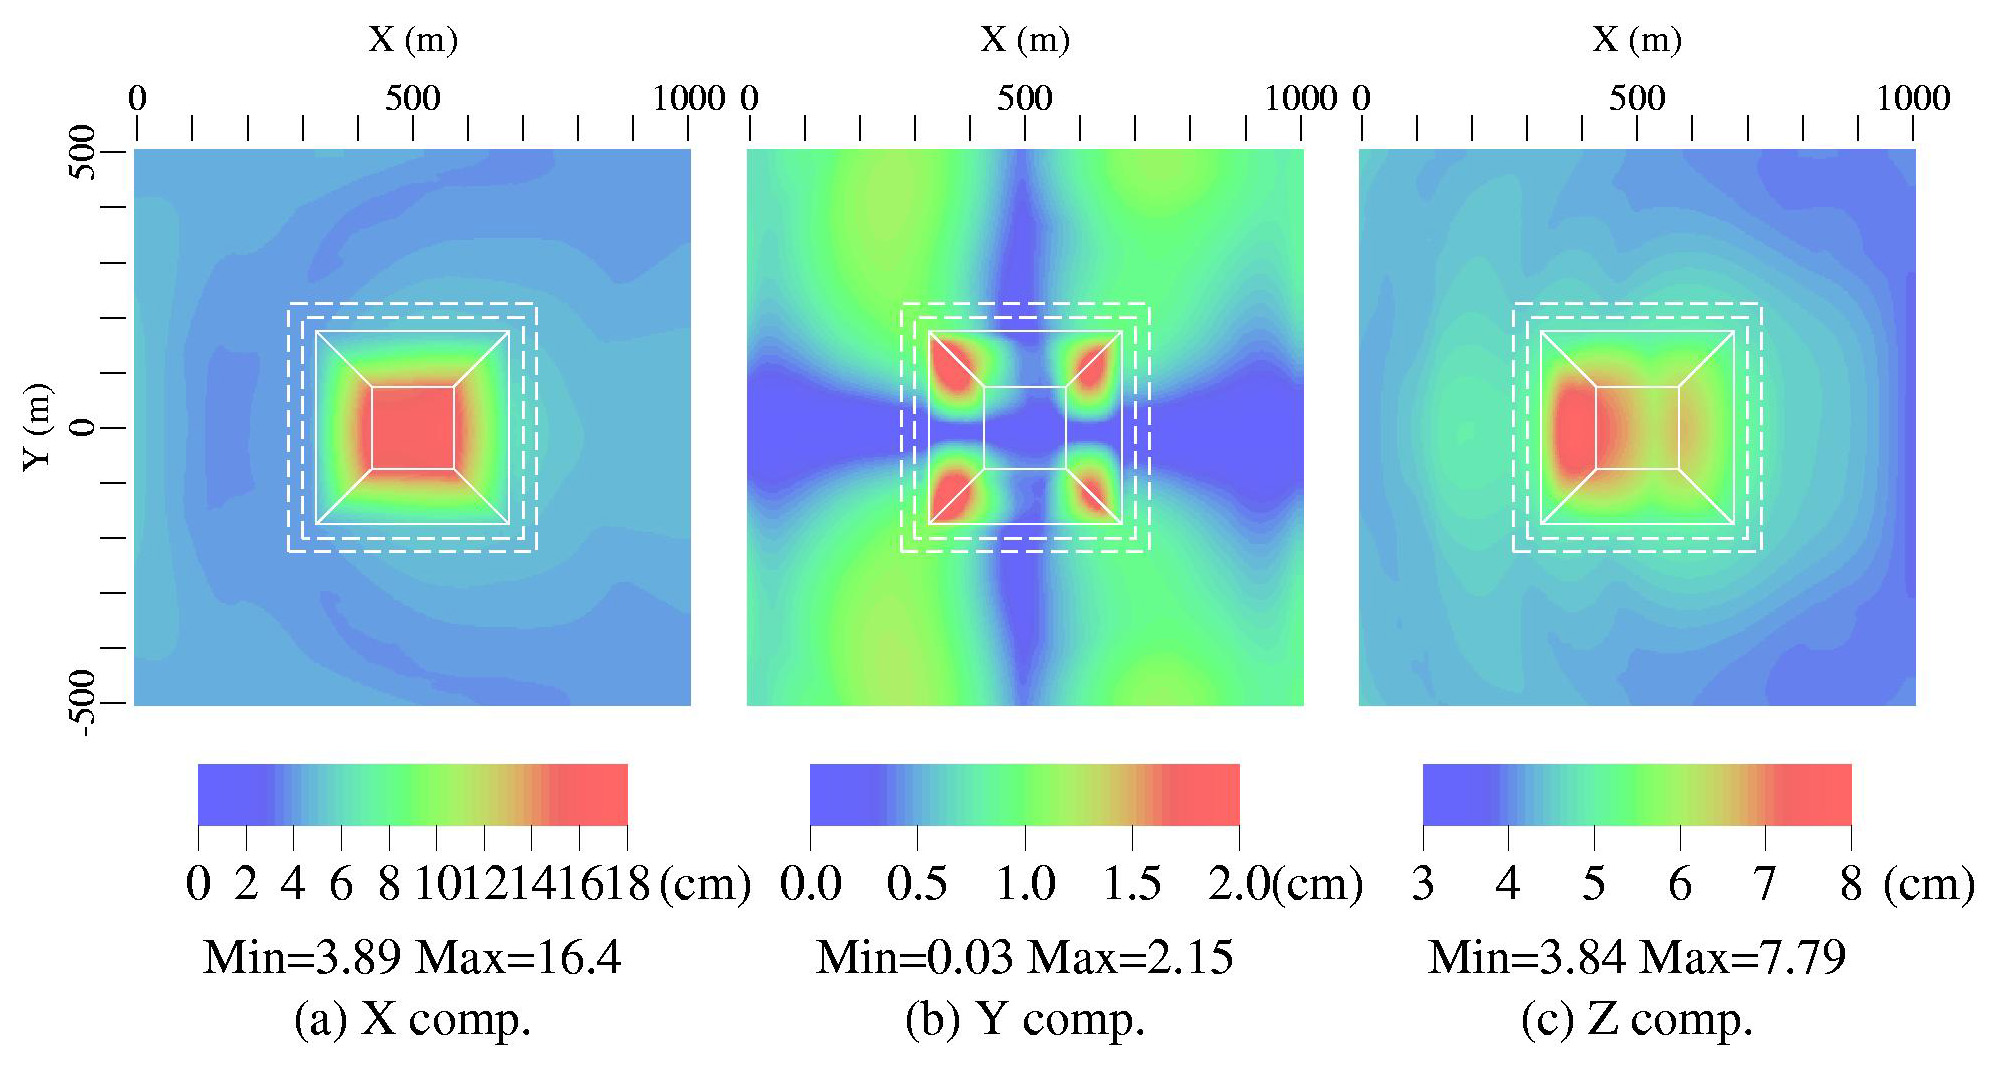 X (m) X (m) X (m)
0 500 1000 0 500 1000 0 500 1000
500
0
-500
Y (m)
0 2 4 6 8 1012141618 (cm) 0.0 0.5 1.0 1.5 2.0(cm) 3 4 5 6 7 8 (cm)
Min=3.89 Max=16.4 Min=0.03 Max=2.15 Min=3.84 Max=7.79
(a) X comp. (b) Y comp. (c) Z comp.